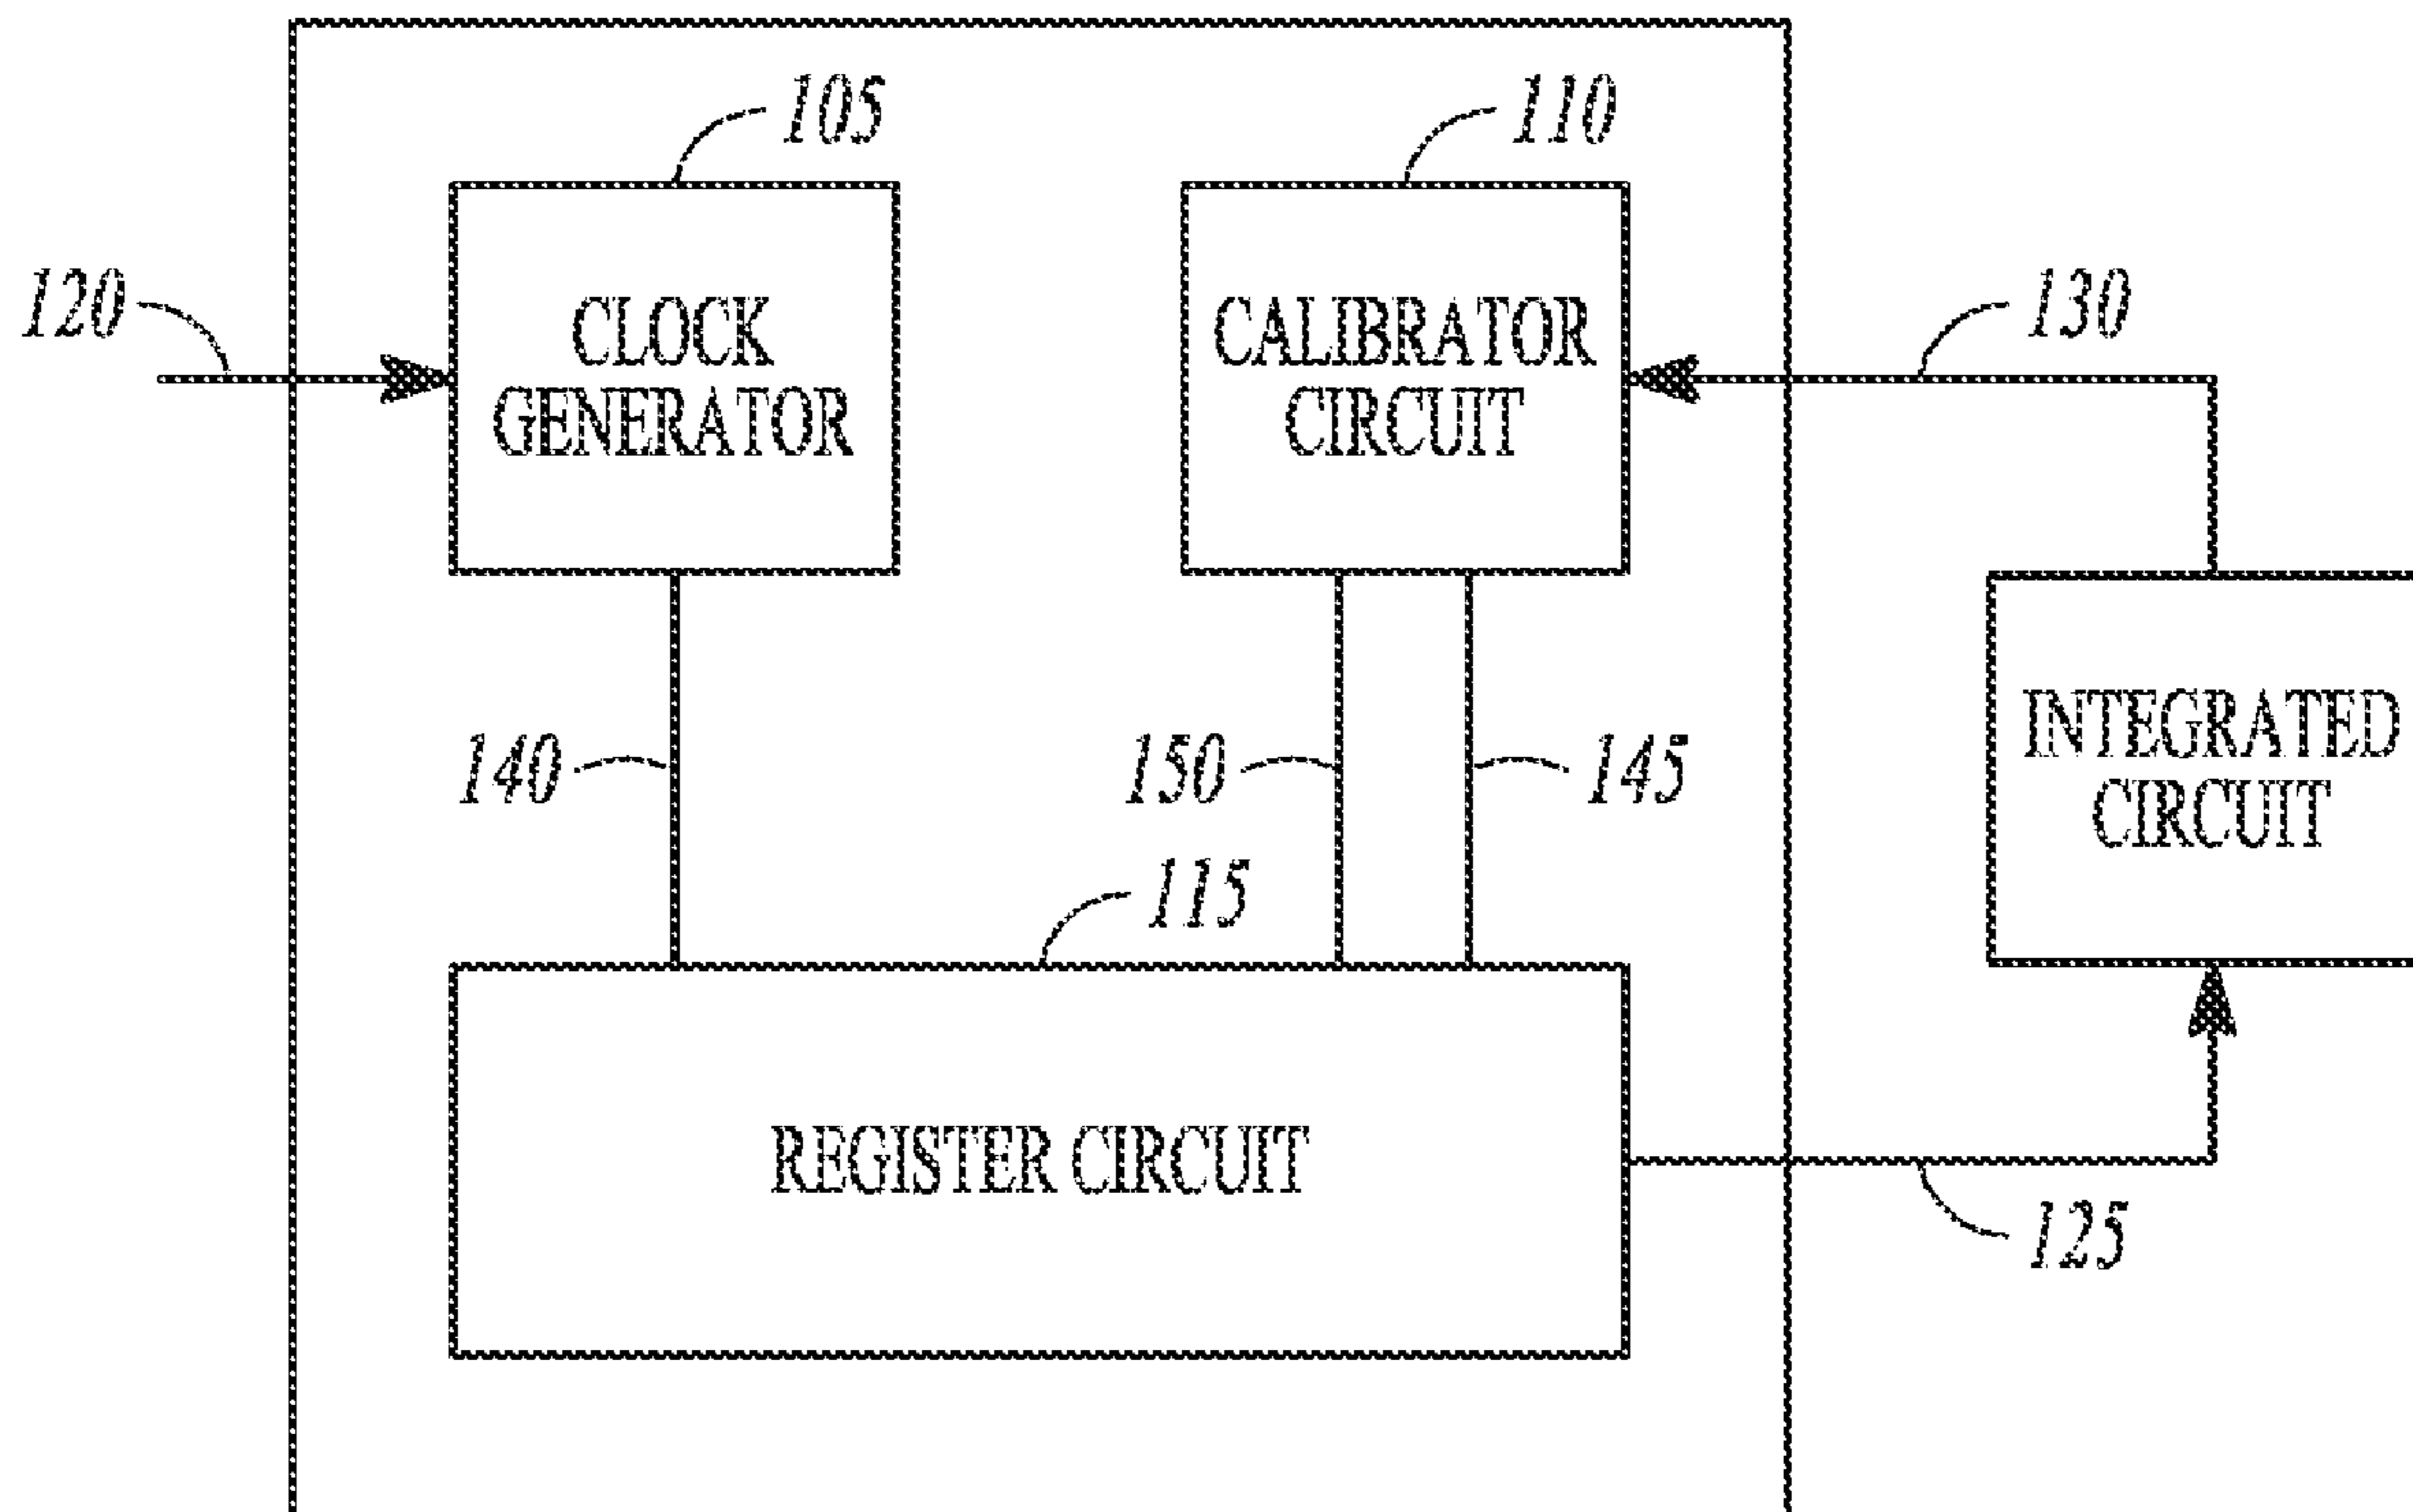 105
110
120
CLOCK
GENERATOR
CALIBRATOR
CIRCUIT
130
140
150
145
INTEGRATED
CIRCUIT
115
REGISTER CIRCUIT
125